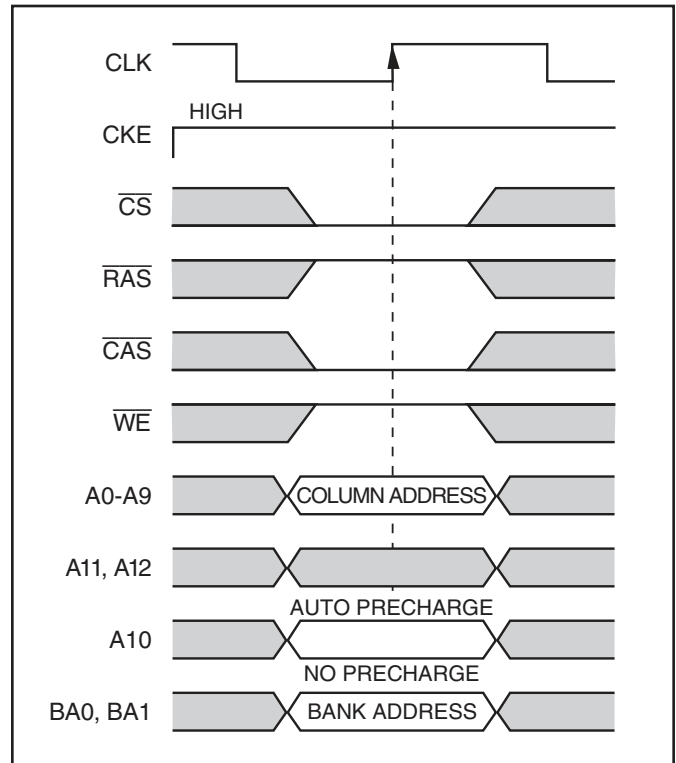 CLK
HIGH
CKE
CS
RAS
CAS
WE
A0-A9 COLUMN ADDRESS
A11, A12
AUTO PRECHARGE
A10
NO PRECHARGE
BA0, BA1 BANK ADDRESS